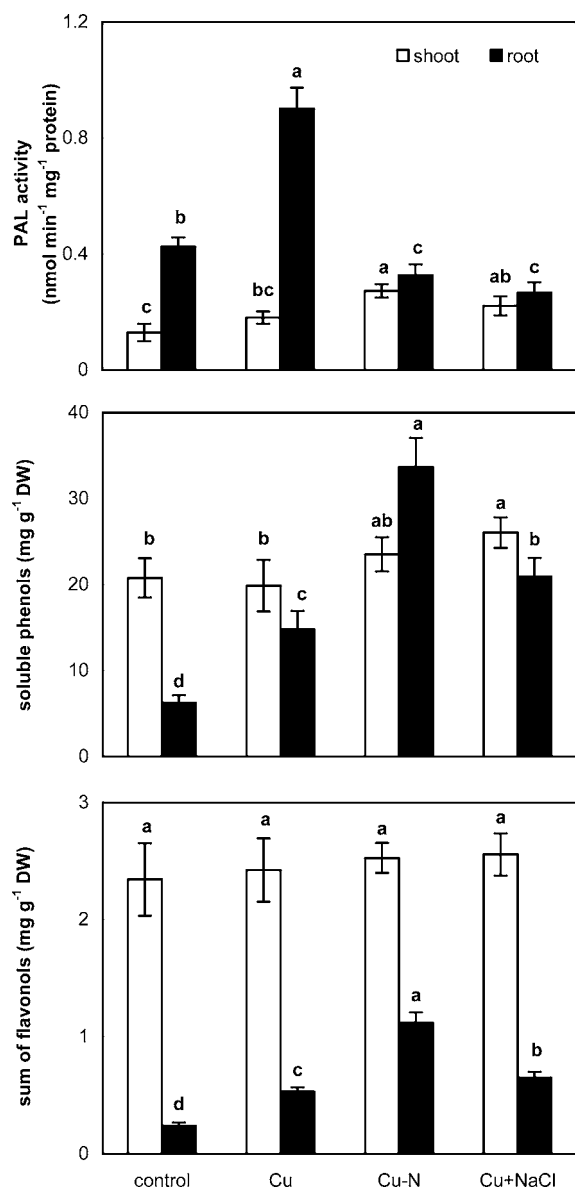 1.2
shoot root
a
0.8
PAL activity
(nmol min⁻¹ mg⁻¹ protein)
b
0.4
a c
ab c
bc
c
0
40
a
30
a
ab
b b
b
20
c
soluble phenols (mg g⁻¹ DW)
10
d
0
3
a a a a
2
sum of flavonols (mg g⁻¹ DW)
a
1
b
c
d
0
control Cu Cu-N Cu+NaCl